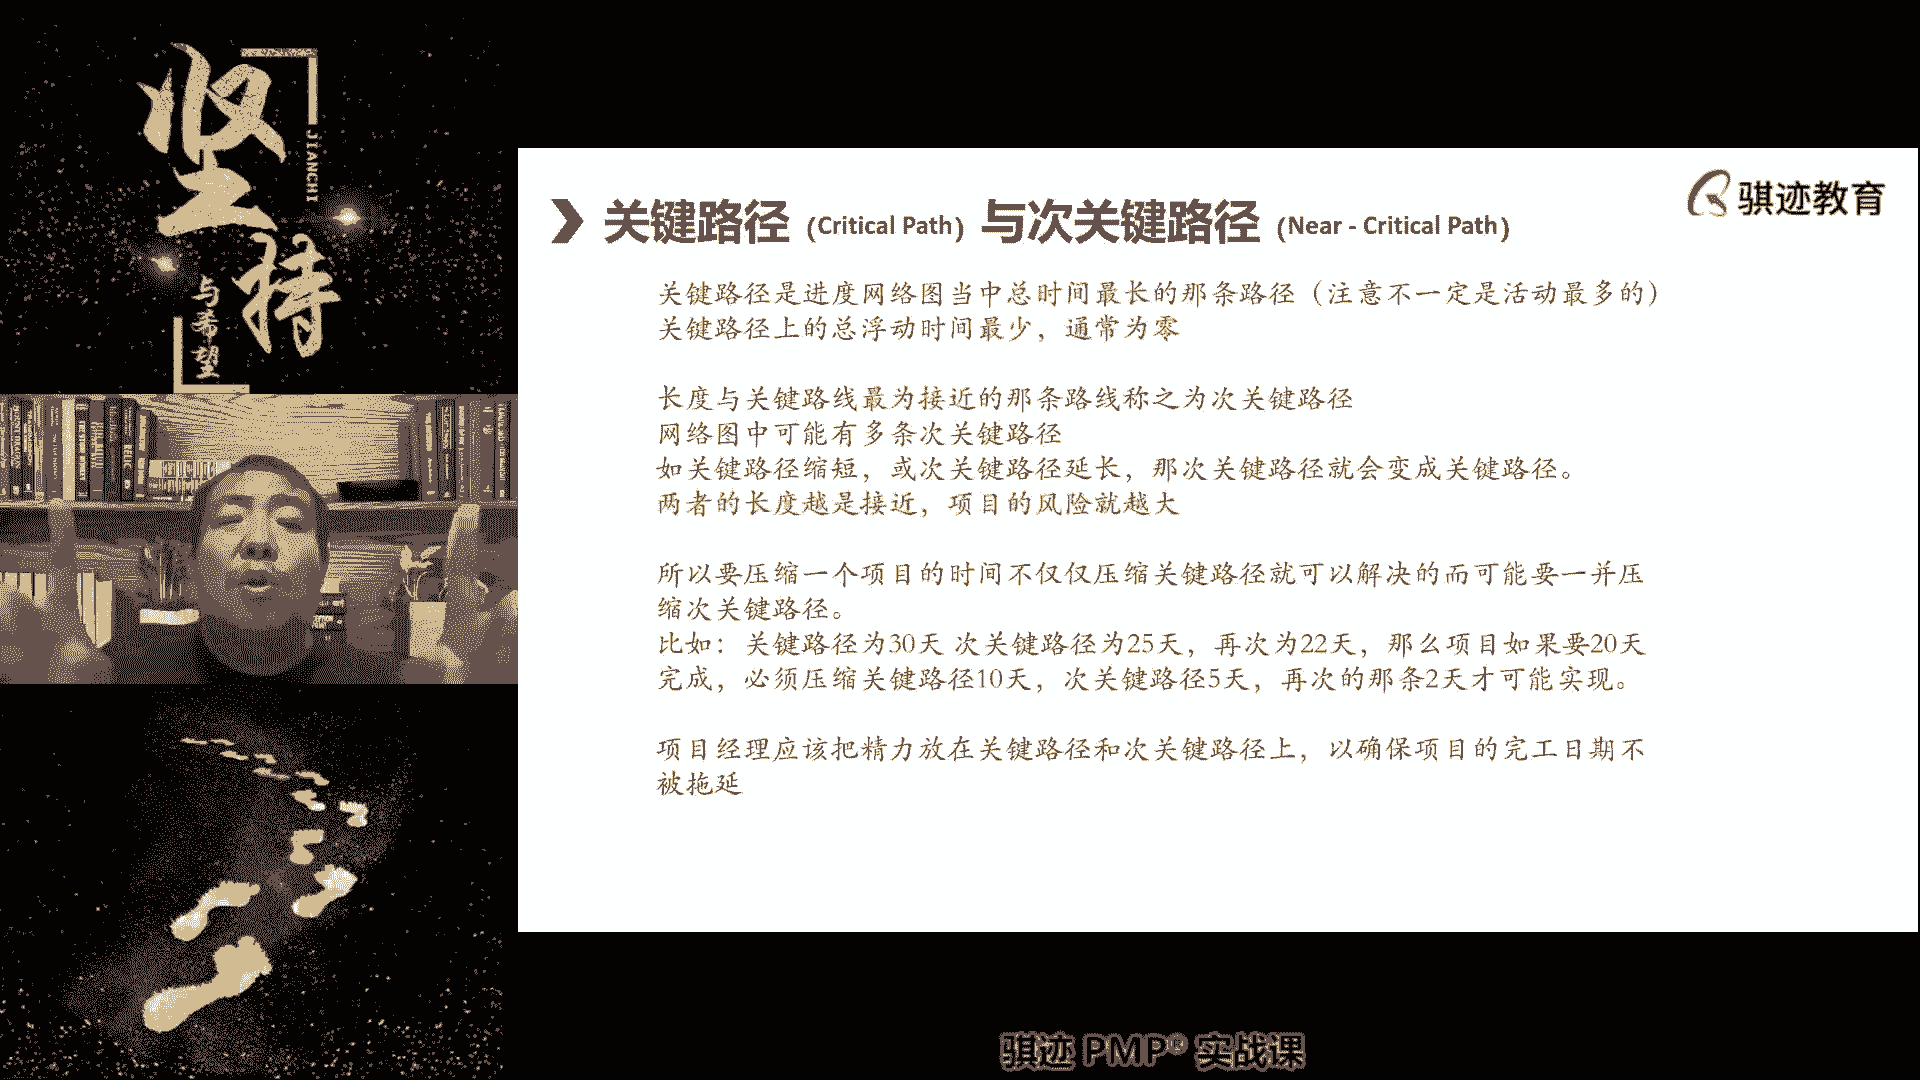 坚持
JIANCHI
与希望
骐迹教育
关键路径 (Critical Path) 与次关键路径 (Near - Critical Path)
关键路径是进度网络图当中总时间最长的那条路径（注意不一定是活动最多的）
关键路径上的总浮动时间最少，通常为零
长度与关键路线最为接近的那条路线称之为次关键路径
网络图中可能有多条次关键路径
如关键路径缩短，或次关键路径延长，那次关键路径就会变成关键路径。
两者的长度越是接近，项目的风险就越大
所以要压缩一个项目的时间不仅仅压缩关键路径就可以解决的而可能要一并压
缩次关键路径。
比如：关键路径为30天 次关键路径为25天，再次为22天，那么项目如果要20天
完成，必须压缩关键路径10天，次关键路径5天，再次的那条2天才可能实现。
项目经理应该把精力放在关键路径和次关键路径上，以确保项目的完工日期不
被拖延
骐迹 PMP® 实战课